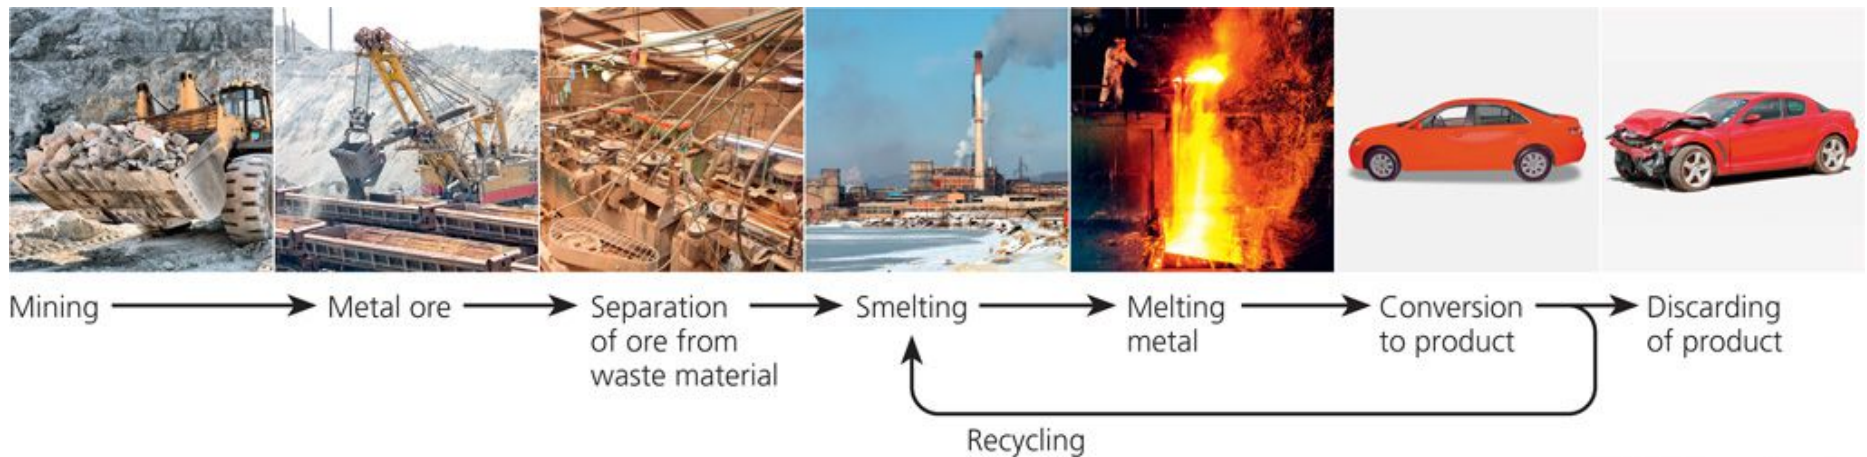 Mining
Metal ore
Separation
of ore from
waste material
Smelting
Melting
metal
Conversion
to product
Discarding
of product
Recycling